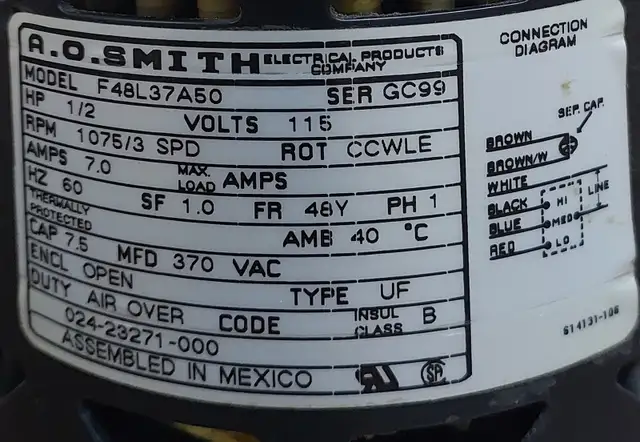 A.O.SMITH ELECTRICAL PRODUCTS COMPANY
MODEL F48L37A50 SER GC99
HP 1/2 VOLTS 115
RPM 1075/3 SPD ROT CCWLE
AMPS 7.0 MAX. LOAD AMPS
HZ 60 SF 1.0 FR 48Y PH 1
THERMALLY PROTECTED AMB 40 °C
CAP 7.5 MFD 370 VAC
ENCL OPEN TYPE UF
DUTY AIR OVER CODE INSUL CLASS B
024-23271-000
ASSEMBLED IN MEXICO
CONNECTION
DIAGRAM
SEP. CAP.
BROWN
BROWN/W
WHITE
BLACK HI
BLUE MED
RED LO
LINE